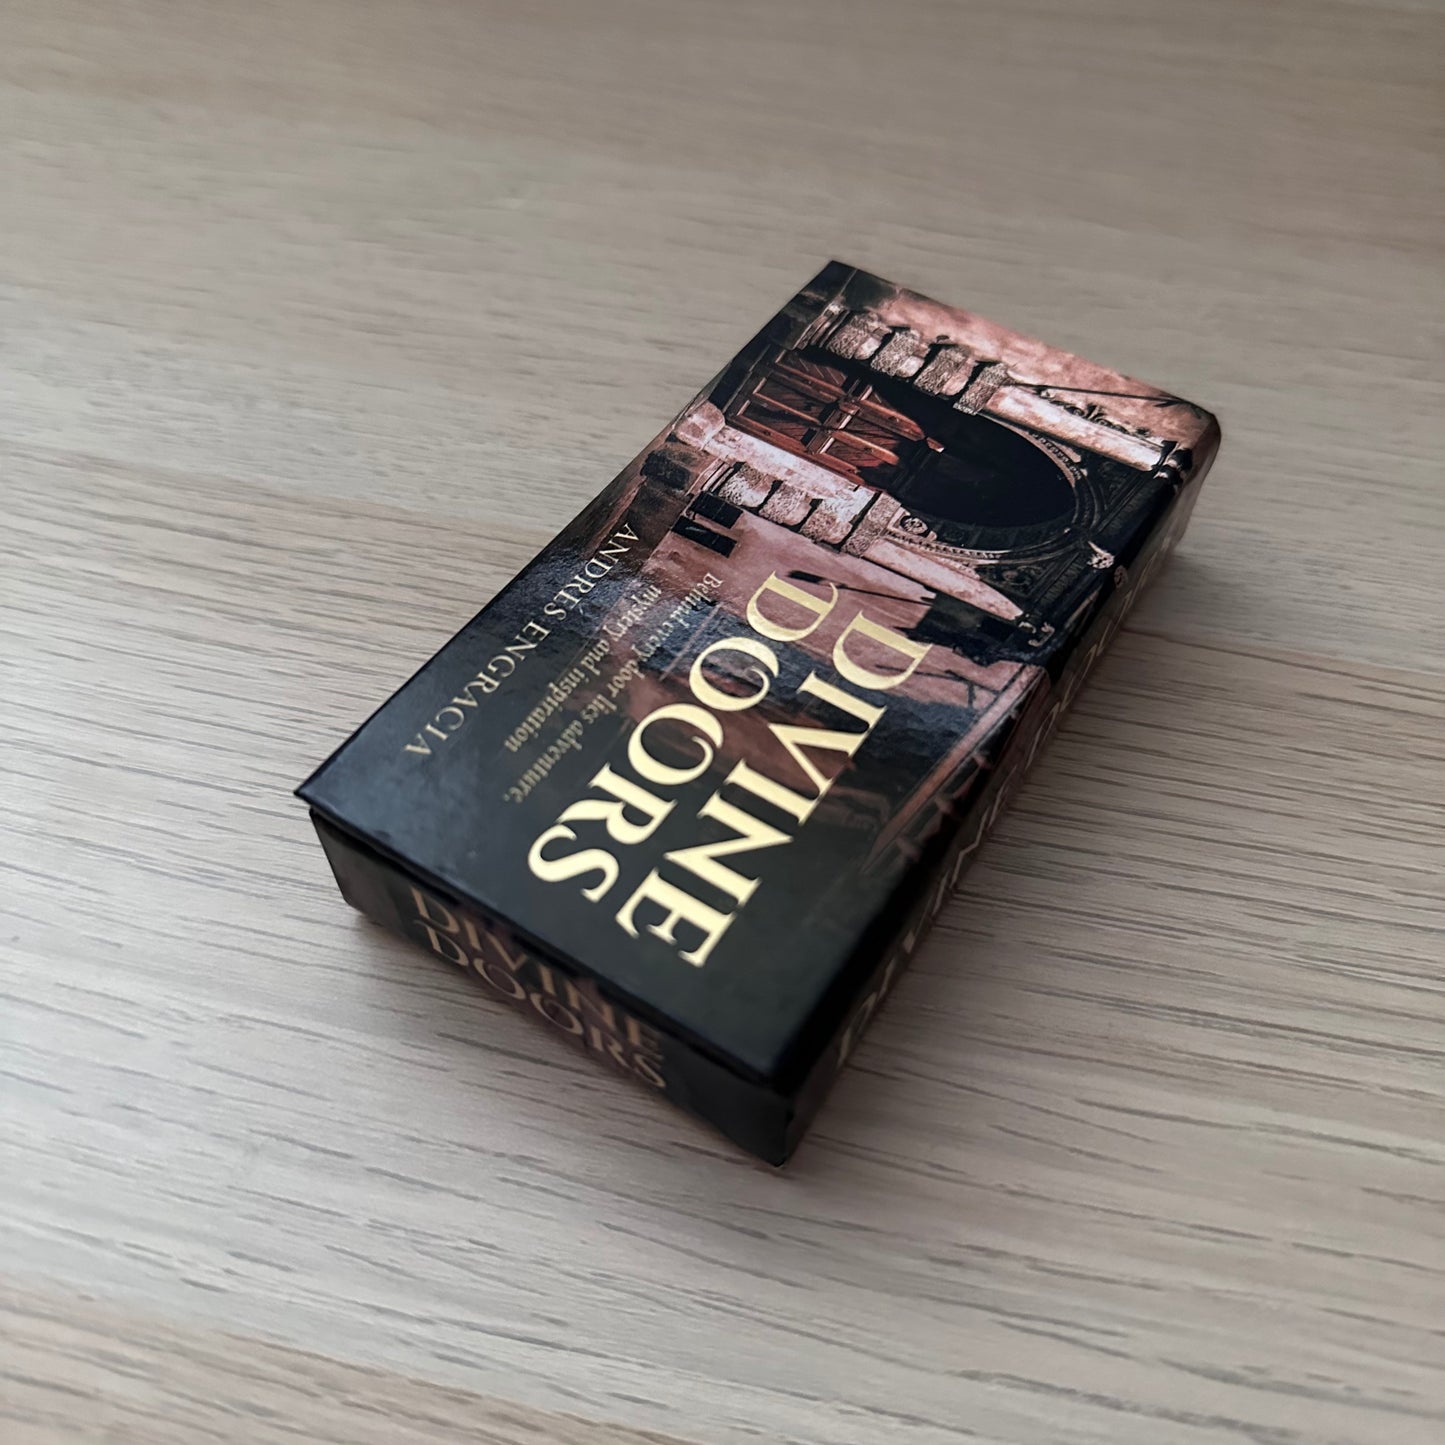 DIVINE
DOORS
Behind every door lies adventure,
mystery and inspiration
ANDRÉS ENGRACIA
DIVINE
DOORS